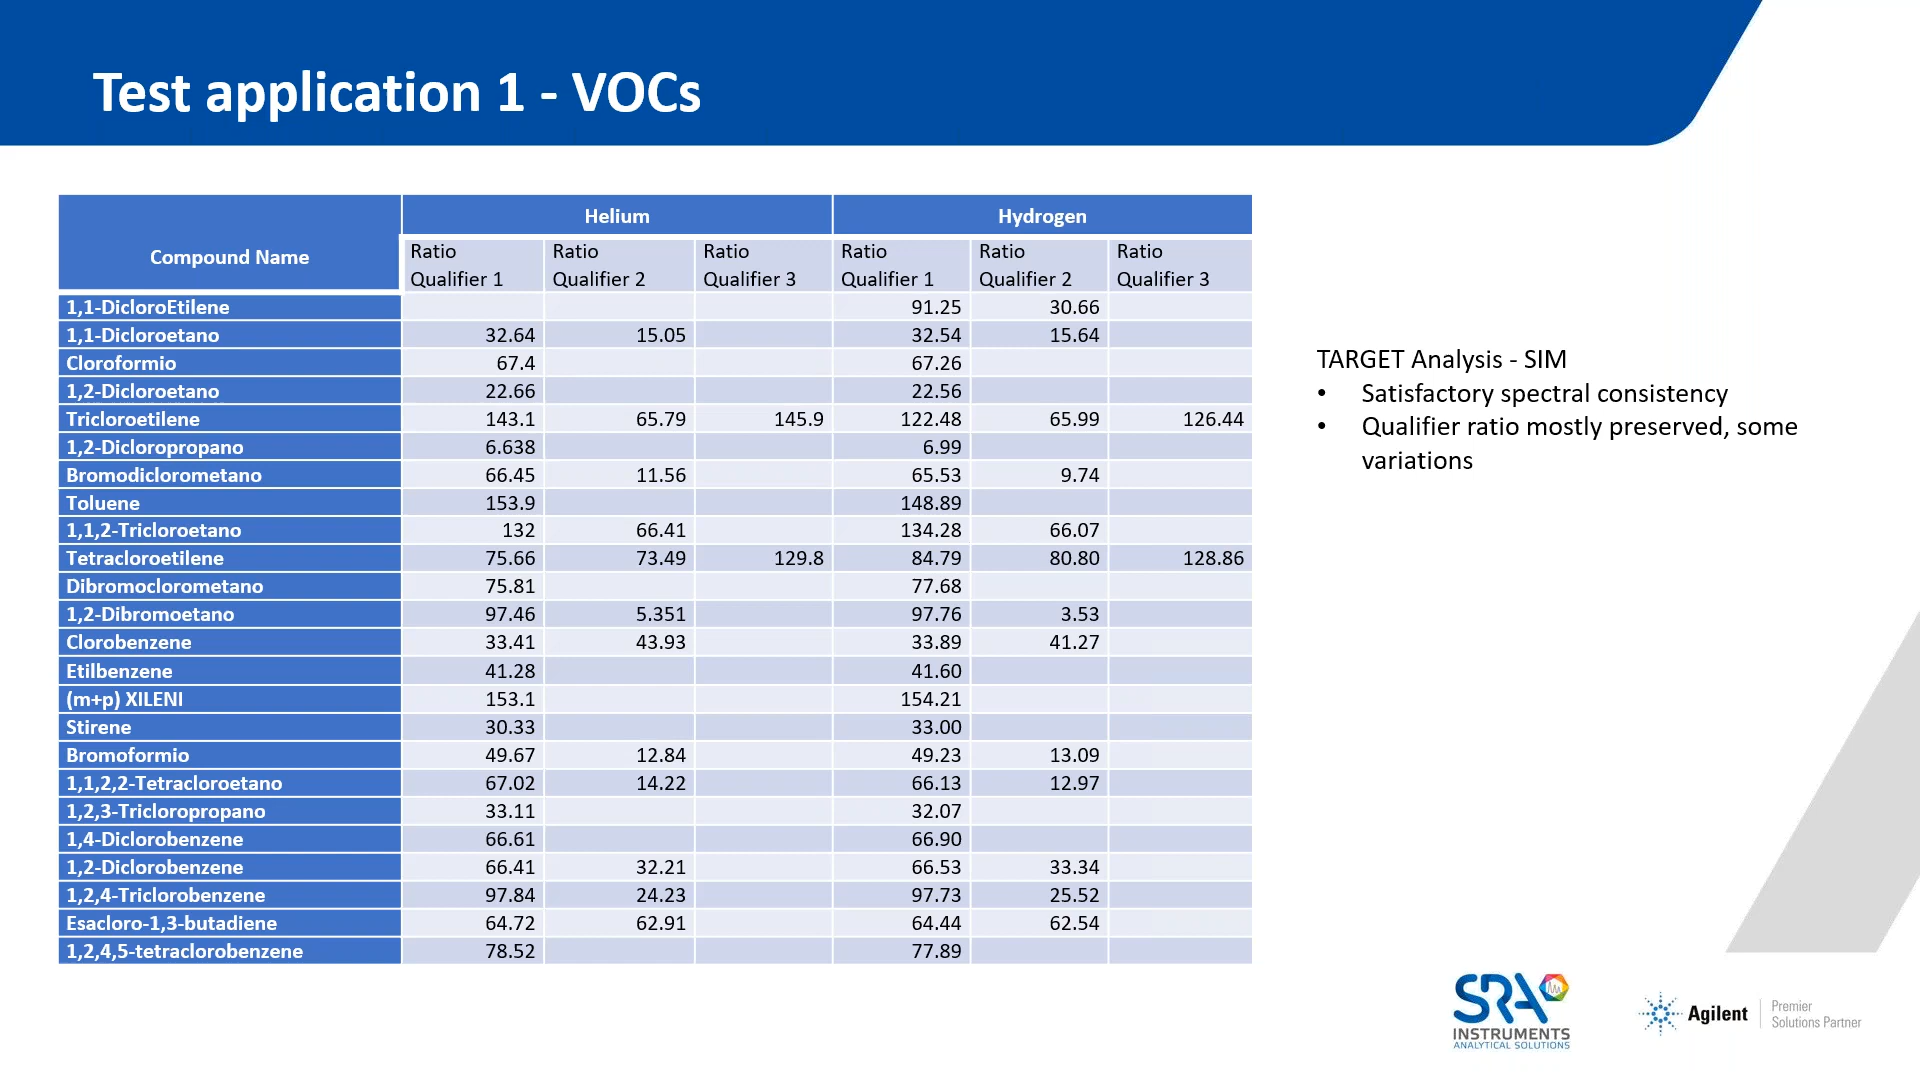 Test application 1 - VOCs
Helium Hydrogen
Compound Name
Ratio Ratio Ratio Ratio Ratio Ratio
Qualifier 1 Qualifier 2 Qualifier 3 Qualifier 1 Qualifier 2 Qualifier 3
1,1-DicloroEtilene 91.25 30.66
1,1-Dicloroetano 32.64 15.05 32.54 15.64
Cloroformio 67.4 67.26
1,2-Dicloroetano 22.66 22.56
Tricloroetilene 143.1 65.79 145.9 122.48 65.99 126.44
1,2-Dicloropropano 6.638 6.99
Bromodiclorometano 66.45 11.56 65.53 9.74
Toluene 153.9 148.89
1,1,2-Tricloroetano 132 66.41 134.28 66.07
Tetracloroetilene 75.66 73.49 129.8 84.79 80.80 128.86
Dibromoclorometano 75.81 77.68
1,2-Dibromoetano 97.46 5.351 97.76 3.53
Clorobenzene 33.41 43.93 33.89 41.27
Etilbenzene 41.28 41.60
(m+p) XILENI 153.1 154.21
Stirene 30.33 33.00
Bromoformio 49.67 12.84 49.23 13.09
1,1,2,2-Tetracloroetano 67.02 14.22 66.13 12.97
1,2,3-Tricloropropano 33.11 32.07
1,4-Diclorobenzene 66.61 66.90
1,2-Diclorobenzene 66.41 32.21 66.53 33.34
1,2,4-Triclorobenzene 97.84 24.23 97.73 25.52
Esacloro-1,3-butadiene 64.72 62.91 64.44 62.54
1,2,4,5-tetraclorobenzene 78.52 77.89
TARGET Analysis - SIM
• Satisfactory spectral consistency
• Qualifier ratio mostly preserved, some
variations
SRA
INSTRUMENTS
ANALYTICAL SOLUTIONS
Agilent
Premier
Solutions Partner